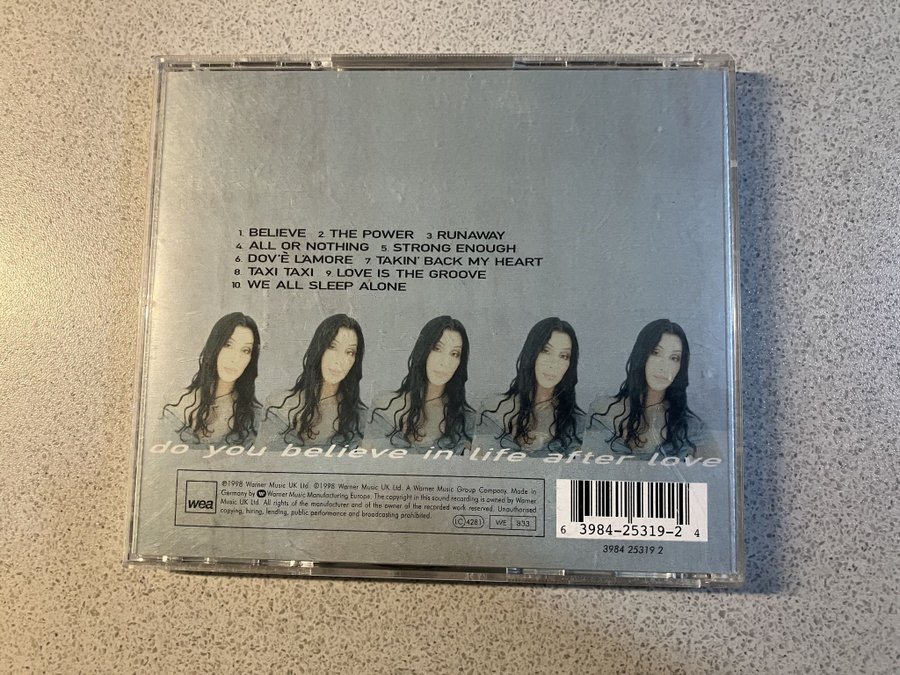 1. BELIEVE 2. THE POWER 3 RUNAWAY
4 ALL OR NOTHING 5. STRONG ENOUGH
6. DOV'È L'AMORE 7 TAKIN' BACK MY HEART
8. TAXI TAXI 9. LOVE IS THE GROOVE
10. WE ALL SLEEP ALONE
do you believe in life after love
wea
℗1998 Warner Music UK Ltd. ©1998 Warner Music UK Ltd. A Warner Music Group Company. Made in
Germany by Warner Music Manufacturing Europe. The copyright in this sound recording is owned by Warner
Music UK Ltd. All rights of the manufacturer and of the owner of the recorded work reserved. Unauthorised
copying, hiring, lending, public performance and broadcasting prohibited.
LC 4281 WE 833
6 3984-25319-2 4
3984 25319 2